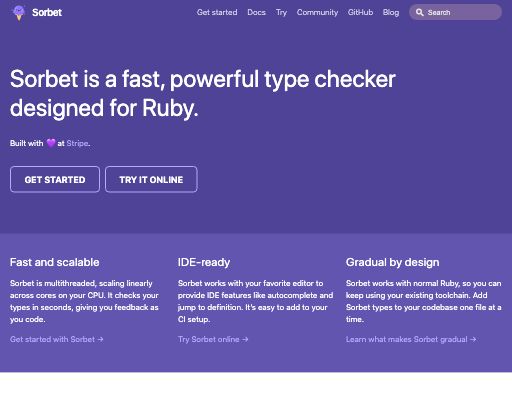 Sorbet
Get started Docs Try Community GitHub Blog Search
Sorbet is a fast, powerful type checker
designed for Ruby.
Built with 💜 at Stripe.
GET STARTED TRY IT ONLINE
Fast and scalable
Sorbet is multithreaded, scaling linearly
across cores on your CPU. It checks your
types in seconds, giving you feedback as
you code.
Get started with Sorbet →
IDE-ready
Sorbet works with your favorite editor to
provide IDE features like autocomplete and
jump to definition. It's easy to add to your
CI setup.
Try Sorbet online →
Gradual by design
Sorbet works with normal Ruby, so you can
keep using your existing toolchain. Add
Sorbet types to your codebase one file at a
time.
Learn what makes Sorbet gradual →